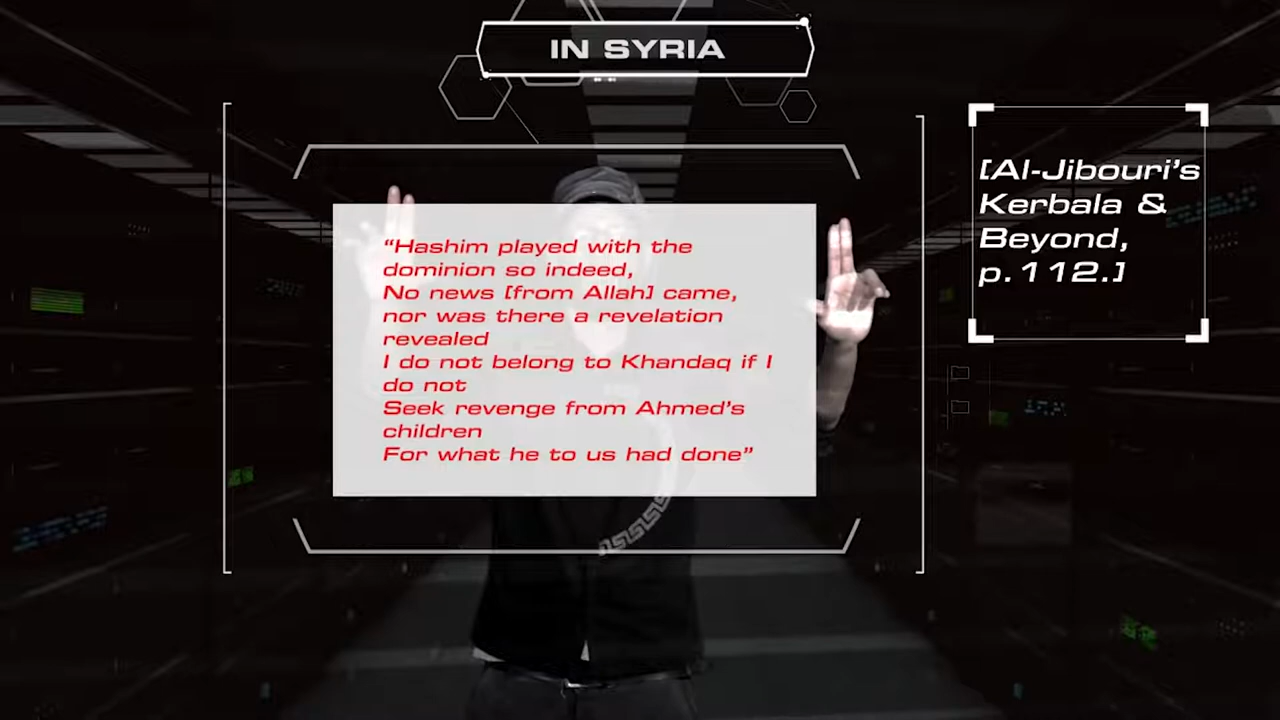 IN SYRIA
“Hashim played with the
dominion so indeed,
No news [from Allah] came,
nor was there a revelation
revealed
I do not belong to Khandaq if I
do not
Seek revenge from Ahmed’s
children
For what he to us had done”
[Al-Jibouri’s
Kerbala &
Beyond,
p.112.]